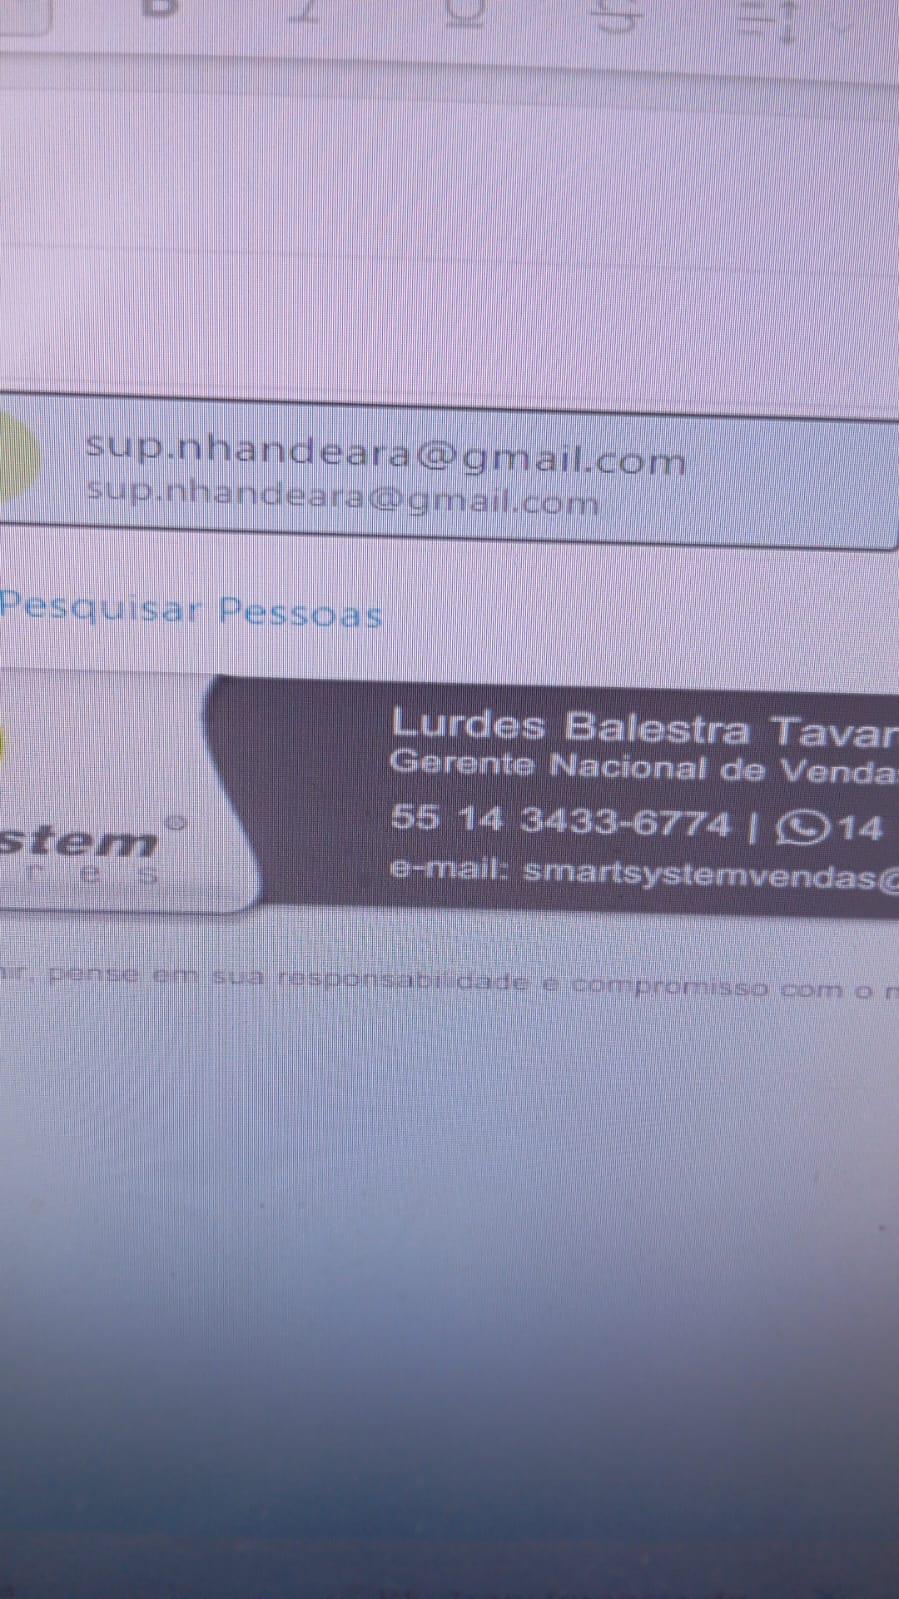 B I U S
sup.nhandeara@gmail.com
sup.nhandeara@gmail.com
Pesquisar Pessoas
Lurdes Balestra Tavar
Gerente Nacional de Venda
55 14 3433-6774 | 14
stem
e-mail: smartsystemvendas@
r e s
pense em sua responsabilidade e compromisso com o